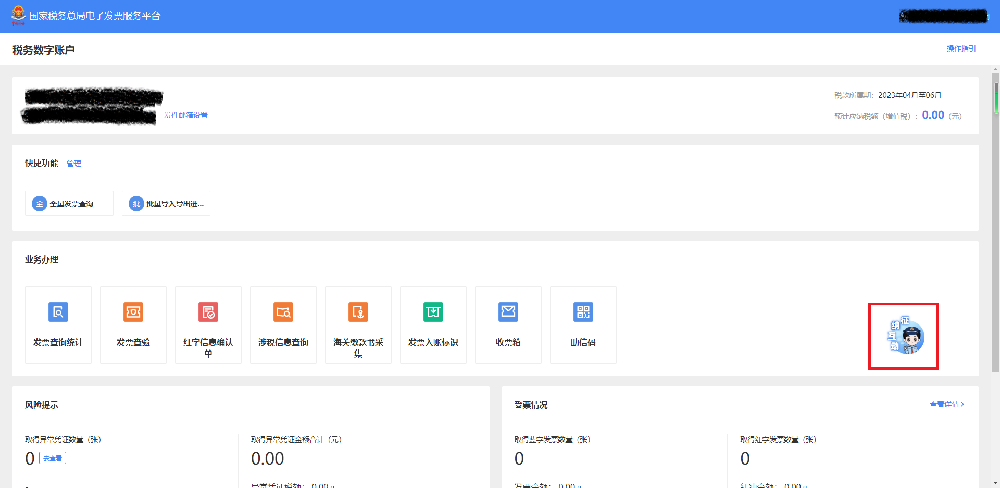 国家税务总局电子发票服务平台
税务数字账户
操作指引
发件邮箱设置
税款所属期：2023年04月至06月
预计应纳税额（增值税）：0.00（元）
快捷功能 管理
全 全量发票查询
批 批量导入导出进...
业务办理
发票查询统计
发票查验
红字信息确认单
涉税信息查询
海关缴款书采集
发票入账标识
收票箱
助信码
征纳互动
风险提示
取得异常凭证数量（张）
0 去查看
取得异常凭证金额合计（元）
0.00
异常凭证税额： 0.00元
受票情况
查看详情
取得蓝字发票数量（张）
0
发票金额： 0.00元
取得红字发票数量（张）
0
红冲金额： 0.00元